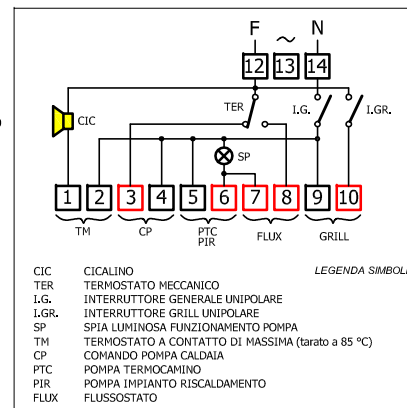 F ~ N
12 13 14
TER I.G. I.GR.
CIC
SP
1 2 3 4 5 6 7 8 9 10
TM CP PTC FLUX GRILL
PIR
CIC CICALINO LEGENDA SIMBOLI
TER TERMOSTATO MECCANICO
I.G. INTERRUTTORE GENERALE UNIPOLARE
I.GR. INTERRUTTORE GRILL UNIPOLARE
SP SPIA LUMINOSA FUNZIONAMENTO POMPA
TM TERMOSTATO A CONTATTO DI MASSIMA (tarato a 85 °C)
CP COMANDO POMPA CALDAIA
PTC POMPA TERMOCAMINO
PIR POMPA IMPIANTO RISCALDAMENTO
FLUX FLUSSOSTATO